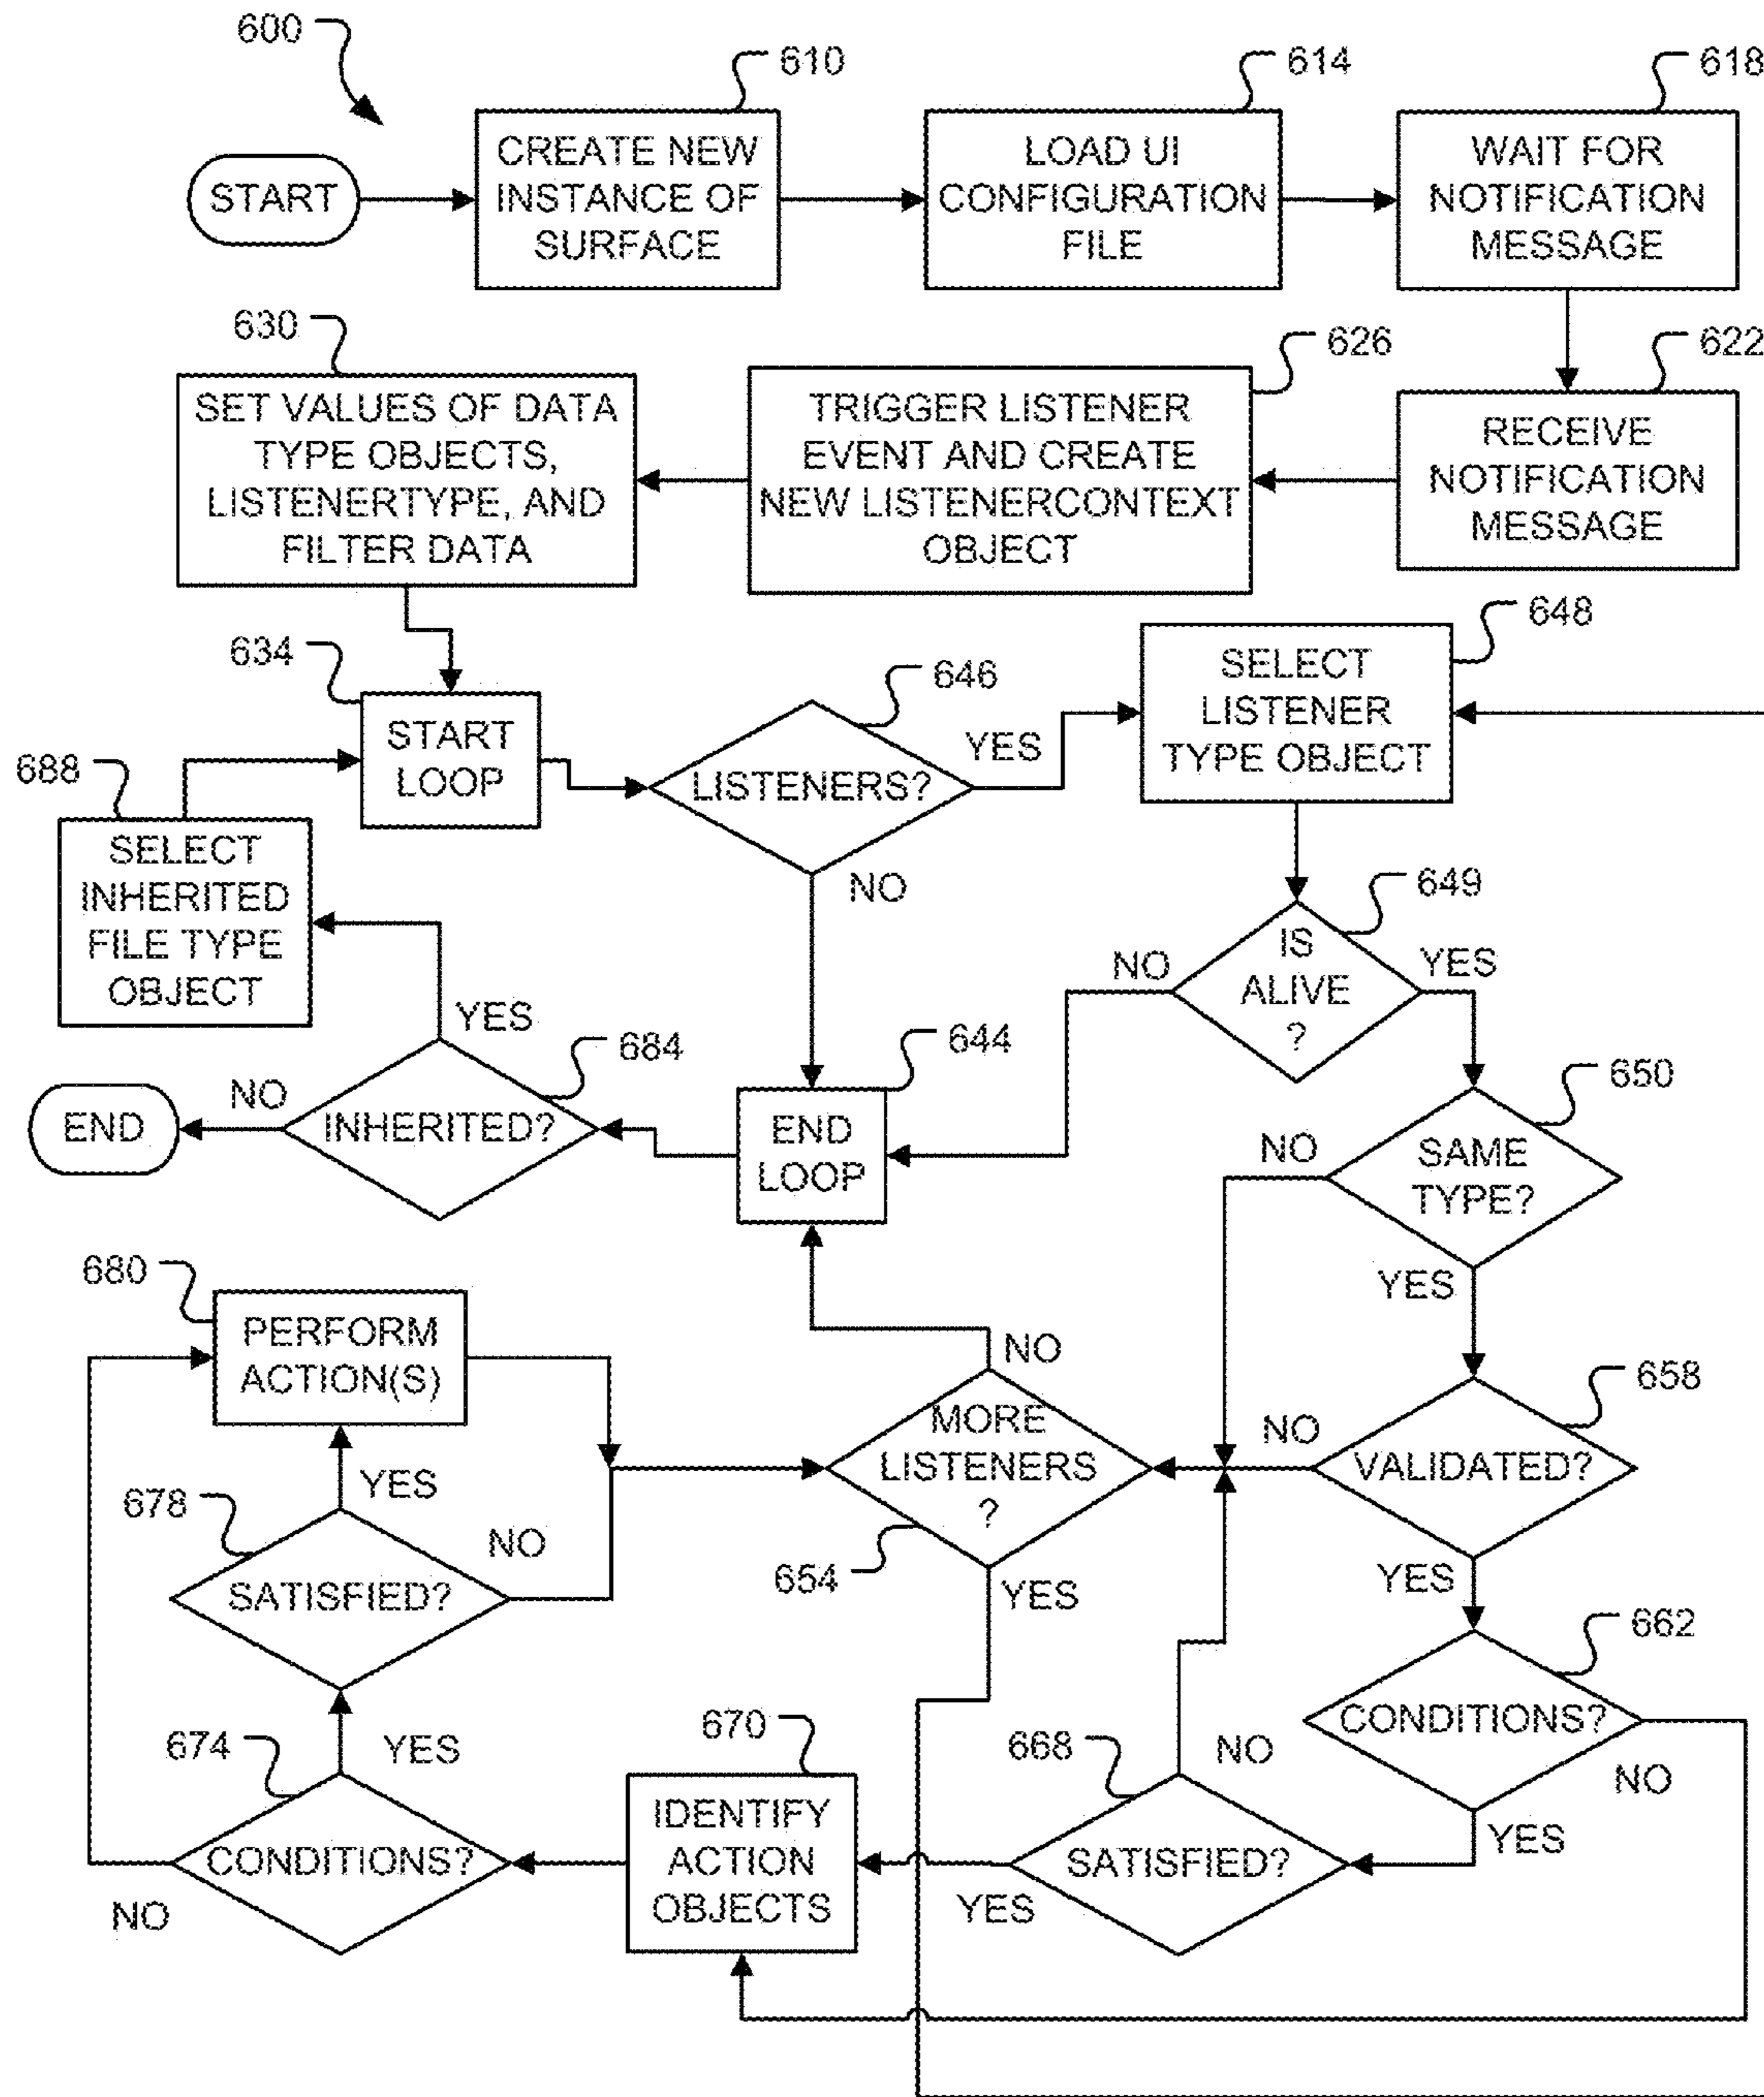 600
610
614
618
START
CREATE NEW
INSTANCE OF
SURFACE
LOAD UI
CONFIGURATION
FILE
WAIT FOR
NOTIFICATION
MESSAGE
630
626
622
SET VALUES OF DATA
TYPE OBJECTS,
LISTENERTYPE, AND
FILTER DATA
TRIGGER LISTENER
EVENT AND CREATE
NEW LISTENERCONTEXT
OBJECT
RECEIVE
NOTIFICATION
MESSAGE
634
646
648
START
LOOP
LISTENERS?
YES
NO
SELECT
LISTENER
TYPE OBJECT
688
SELECT
INHERITED
FILE TYPE
OBJECT
649
IS
ALIVE
?
NO
YES
YES
684
644
650
END
NO
INHERITED?
END
LOOP
NO
SAME
TYPE?
YES
680
PERFORM
ACTION(S)
NO
MORE
LISTENERS
?
654
YES
NO
658
VALIDATED?
YES
YES
678
SATISFIED?
NO
662
CONDITIONS?
NO
YES
674
YES
CONDITIONS?
NO
670
IDENTIFY
ACTION
OBJECTS
668
NO
SATISFIED?
YES